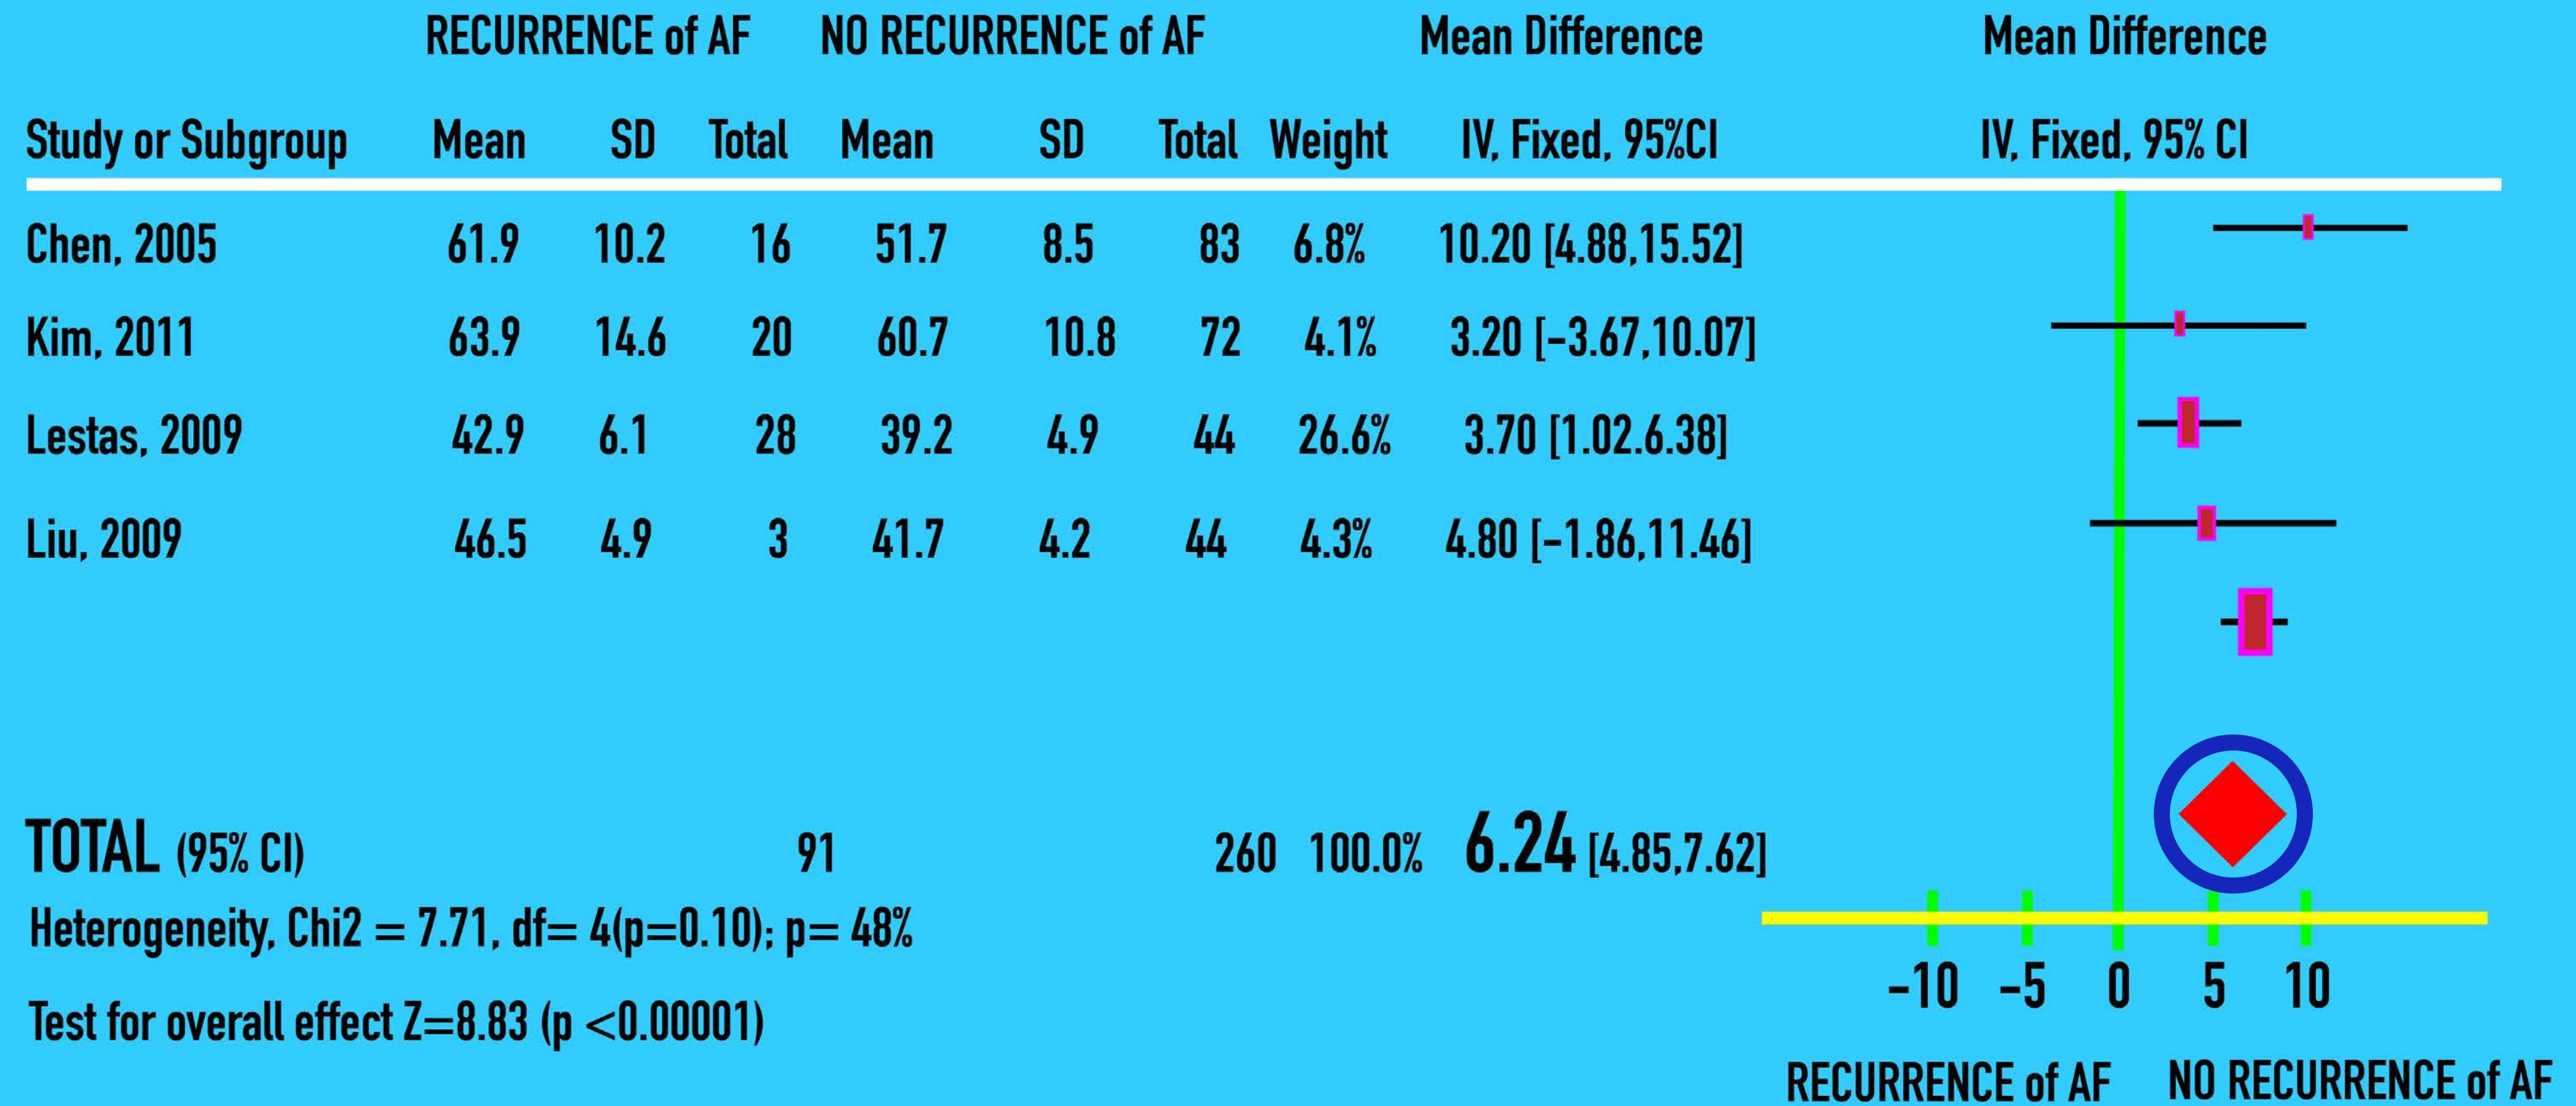 RECURRENCE of AF NO RECURRENCE of AF Mean Difference Mean Difference
Study or Subgroup Mean SD Total Mean SD Total Weight IV, Fixed, 95%CI IV, Fixed, 95% CI
Chen, 2005 61.9 10.2 16 51.7 8.5 83 6.8% 10.20 [4.88,15.52]
Kim, 2011 63.9 14.6 20 60.7 10.8 72 4.1% 3.20 [−3.67,10.07]
Lestas, 2009 42.9 6.1 28 39.2 4.9 44 26.6% 3.70 [1.02.6.38]
Liu, 2009 46.5 4.9 3 41.7 4.2 44 4.3% 4.80 [−1.86,11.46]
TOTAL (95% CI) 91 260 100.0% 6.24 [4.85,7.62]
Heterogeneity, Chi2 = 7.71, df= 4(p=0.10); p= 48%
−10 −5 0 5 10
Test for overall effect Z=8.83 (p <0.00001)
RECURRENCE of AF NO RECURRENCE of AF